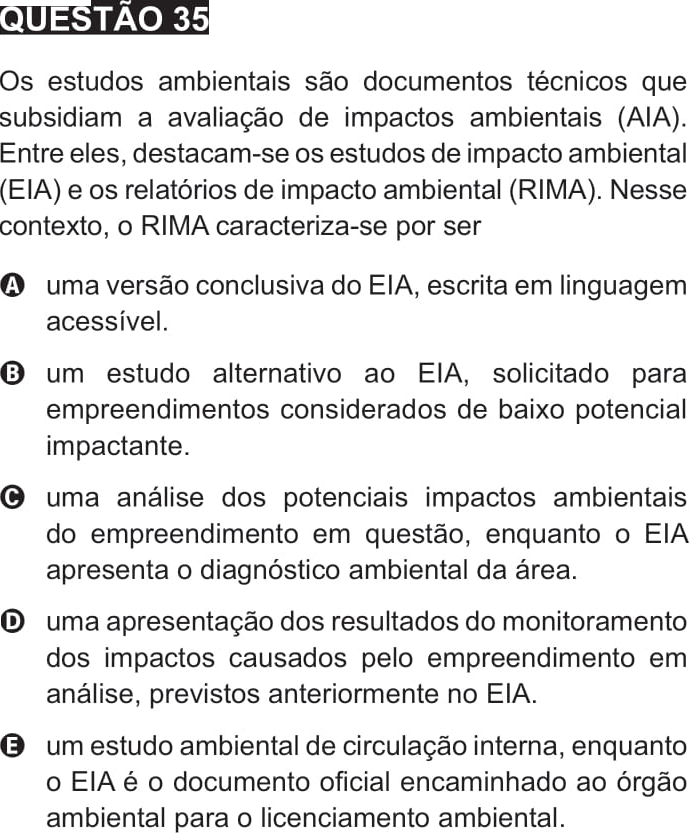 QUESTÃO 35
Os estudos ambientais são documentos técnicos que
subsidiam a avaliação de impactos ambientais (AIA).
Entre eles, destacam-se os estudos de impacto ambiental
(EIA) e os relatórios de impacto ambiental (RIMA). Nesse
contexto, o RIMA caracteriza-se por ser
A uma versão conclusiva do EIA, escrita em linguagem
acessível.
B um estudo alternativo ao EIA, solicitado para
empreendimentos considerados de baixo potencial
impactante.
C uma análise dos potenciais impactos ambientais
do empreendimento em questão, enquanto o EIA
apresenta o diagnóstico ambiental da área.
D uma apresentação dos resultados do monitoramento
dos impactos causados pelo empreendimento em
análise, previstos anteriormente no EIA.
E um estudo ambiental de circulação interna, enquanto
o EIA é o documento oficial encaminhado ao órgão
ambiental para o licenciamento ambiental.